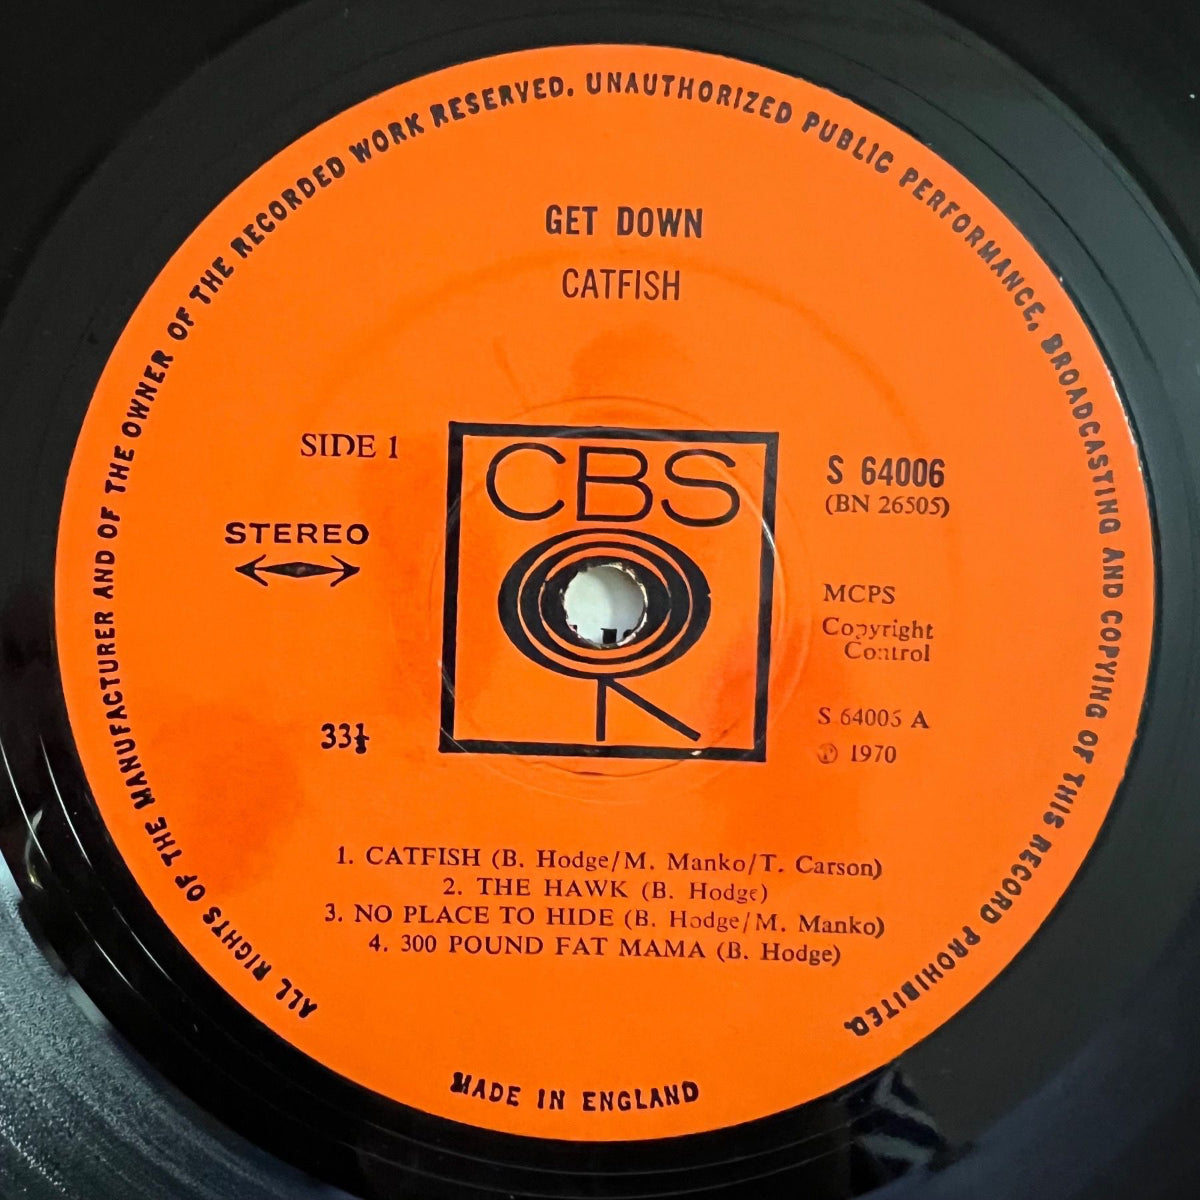 ALL RIGHTS OF THE MANUFACTURER AND OF THE OWNER OF THE RECORDED WORK RESERVED. UNAUTHORIZED PUBLIC PERFORMANCE, BROADCASTING AND COPYING OF THIS RECORD PROHIBITED.
GET DOWN
CATFISH
SIDE 1
STEREO
33⅓
CBS
S 64006
(BN 26505)
MCPS
Copyright
Control
S 64006 A
℗ 1970
1. CATFISH (B. Hodge/M. Manko/T. Carson)
2. THE HAWK (B. Hodge)
3. NO PLACE TO HIDE (B. Hodge/M. Manko)
4. 300 POUND FAT MAMA (B. Hodge)
MADE IN ENGLAND